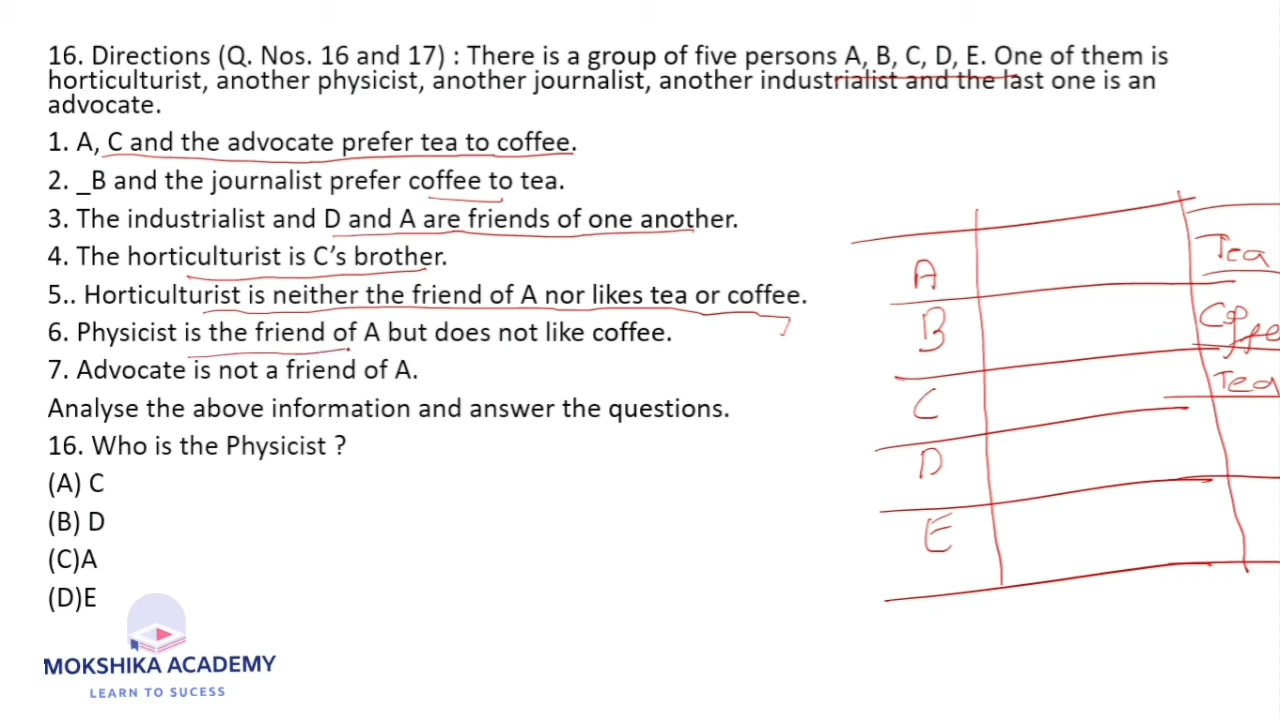 16. Directions (Q. Nos. 16 and 17) : There is a group of five persons A, B, C, D, E. One of them is
horticulturist, another physicist, another journalist, another industrialist and the last one is an
advocate.
1. A, C and the advocate prefer tea to coffee.
2. _B and the journalist prefer coffee to tea.
3. The industrialist and D and A are friends of one another.
4. The horticulturist is C’s brother.
5.. Horticulturist is neither the friend of A nor likes tea or coffee.
6. Physicist is the friend of A but does not like coffee.
7. Advocate is not a friend of A.
Analyse the above information and answer the questions.
16. Who is the Physicist ?
(A) C
(B) D
(C)A
(D)E
A Tea
B Coffee
C Tea
D
E
MOKSHIKA ACADEMY
LEARN TO SUCESS